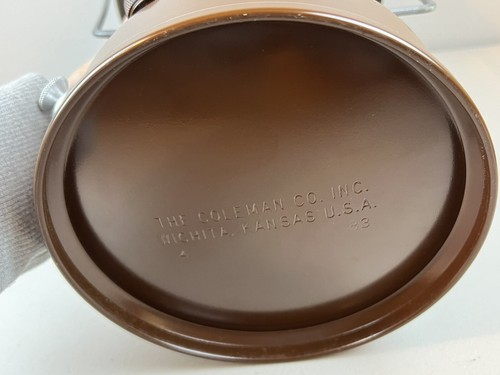 THE COLEMAN CO. INC.
WICHITA, KANSAS U.S.A.